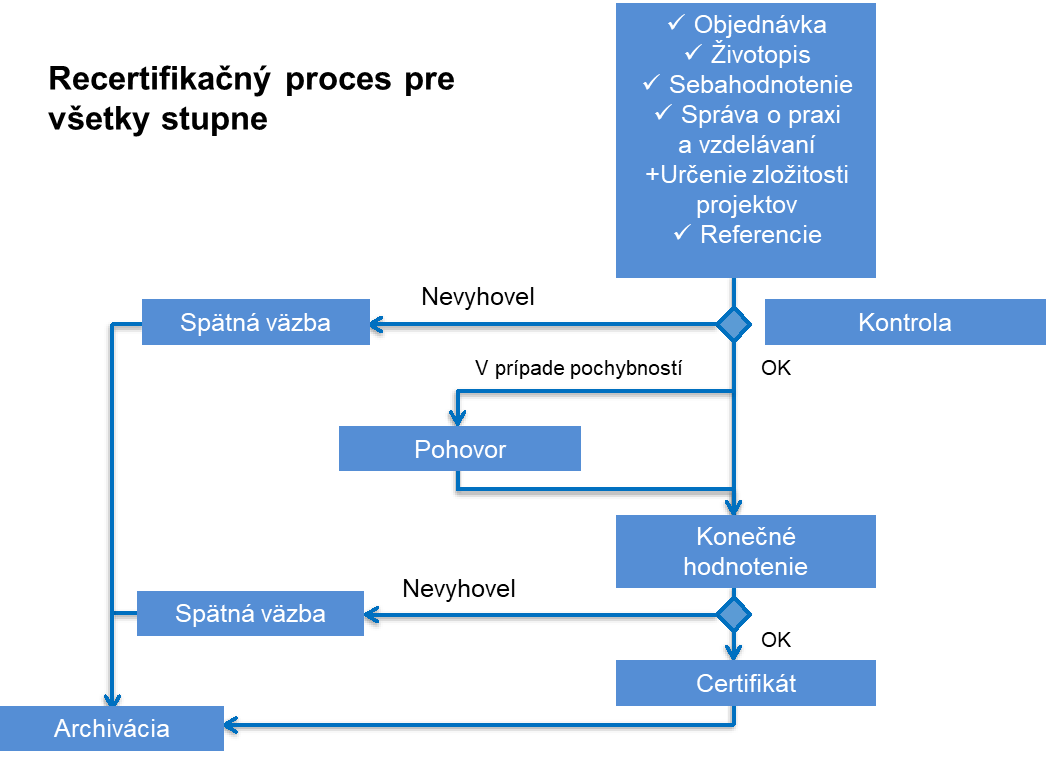 Recertifikačný proces pre
všetky stupne
✓ Objednávka
✓ Životopis
✓ Sebahodnotenie
✓ Správa o praxi
a vzdelávaní
+Určenie zložitosti
projektov
✓ Referencie
Nevyhovel
Spätná väzba
Kontrola
V prípade pochybností
OK
Pohovor
Konečné
hodnotenie
Nevyhovel
Spätná väzba
OK
Certifikát
Archivácia